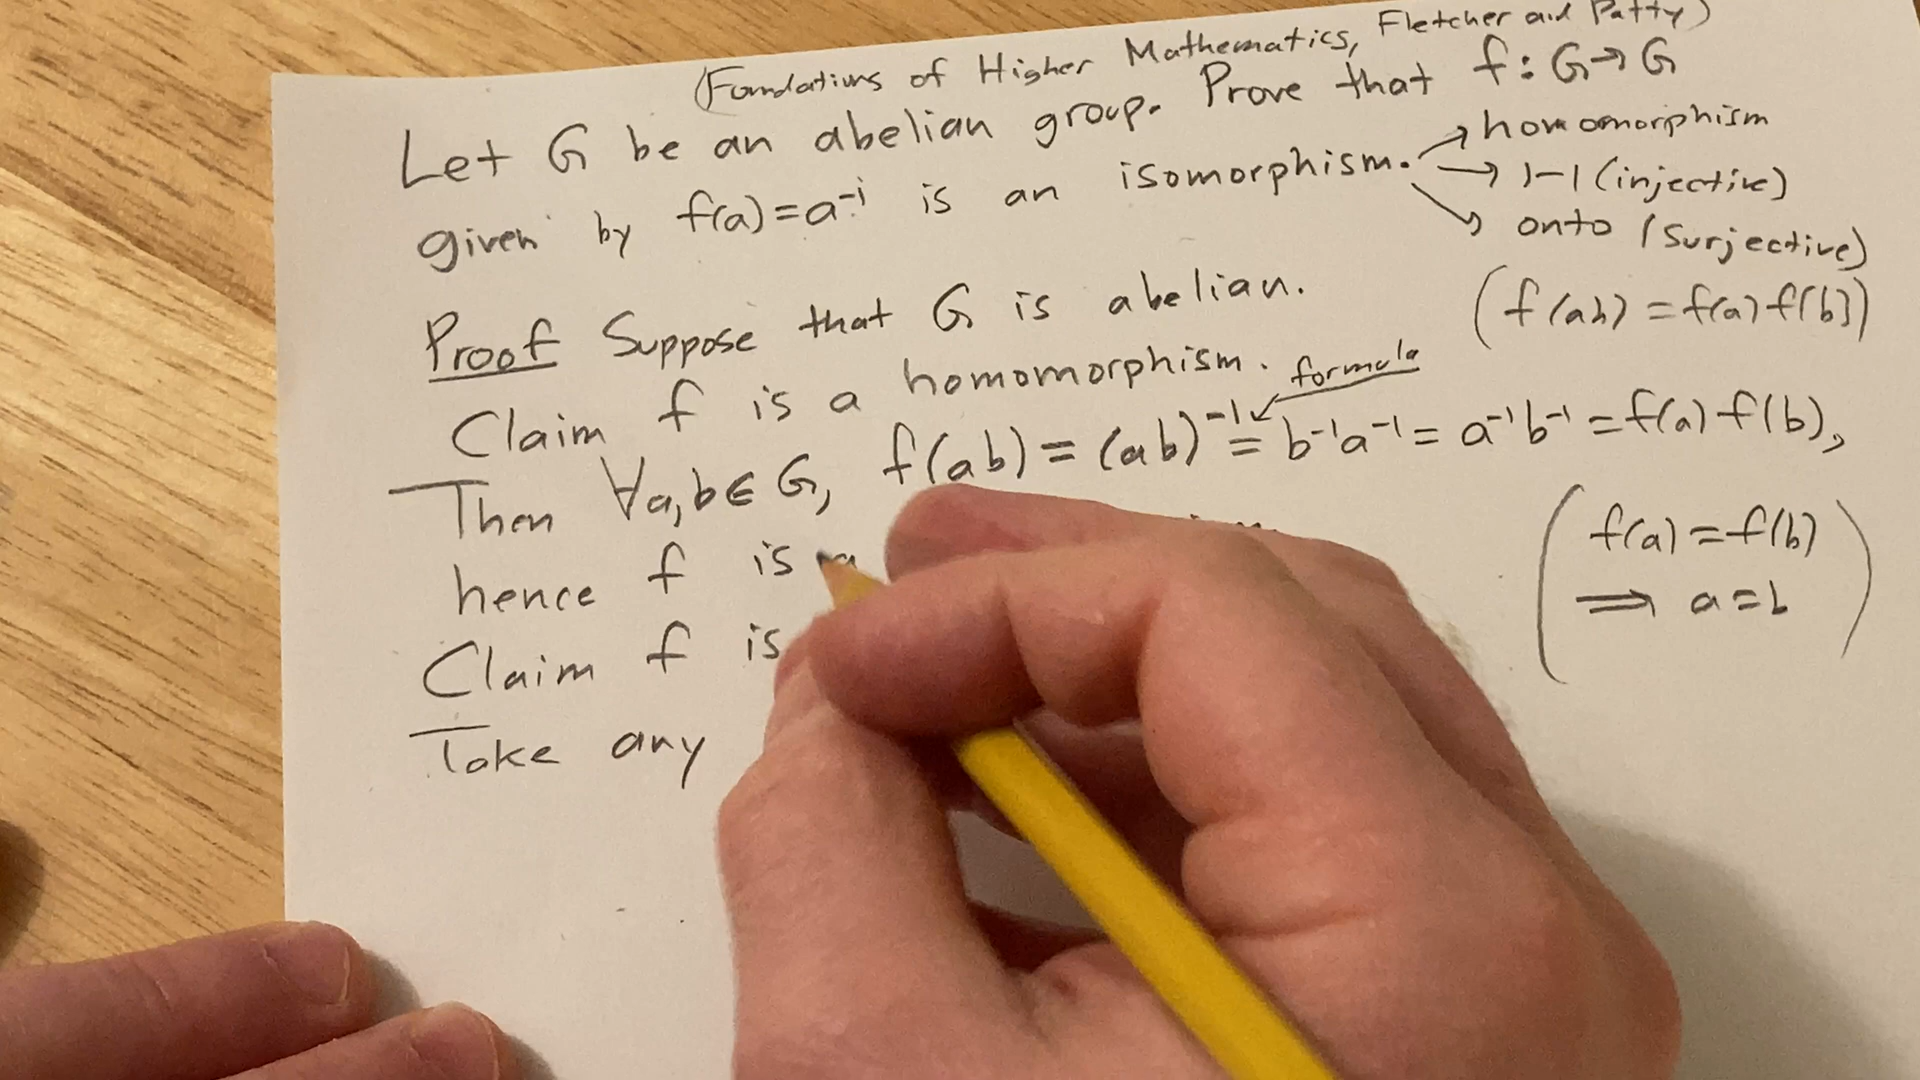 (Foundations of Higher Mathematics, Fletcher and Patty)
Let G be an abelian group. Prove that f: G→G
given by f(a)=a⁻¹ is an isomorphism.
→ homomorphism
→ 1-1 (injective)
→ onto (surjective)
Proof Suppose that G is abelian.
(f(ab) = f(a)f(b))
Claim f is a homomorphism.
formula
Then ∀a,b∈G, f(ab) = (ab)⁻¹ = b⁻¹a⁻¹ = a⁻¹b⁻¹ = f(a)f(b),
hence f is a
(f(a) = f(b)
⇒ a=b)
Claim f is
Take any